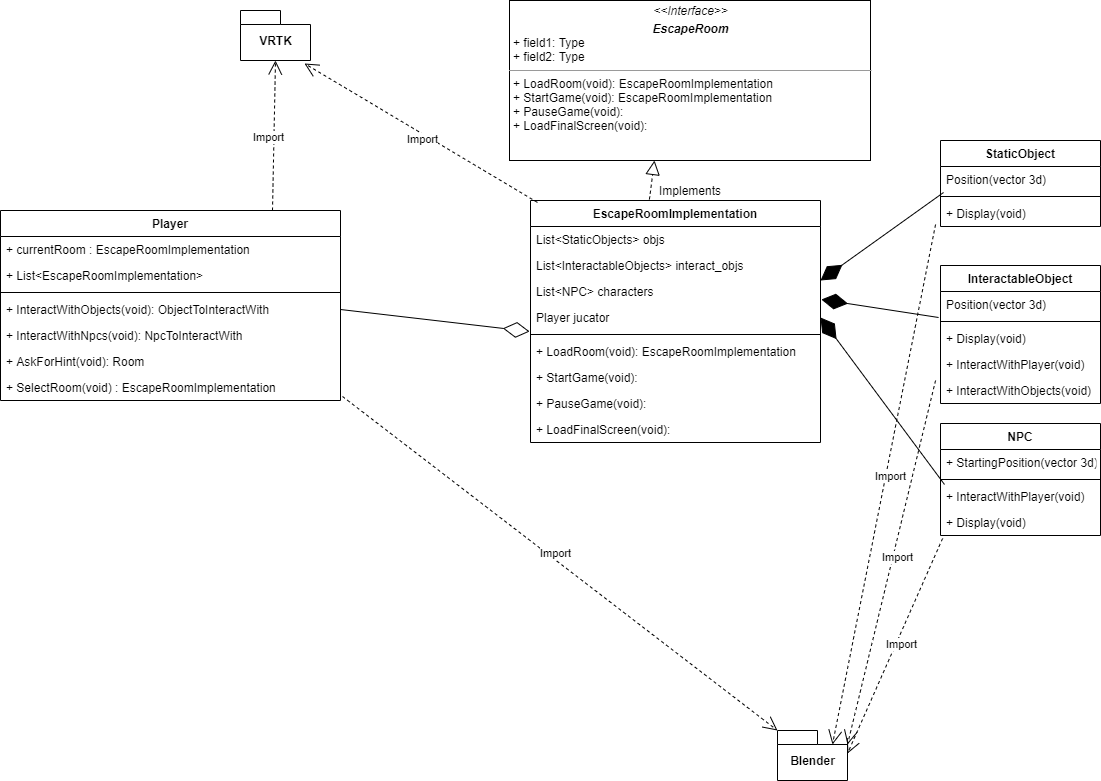 VRTK
<<Interface>>
EscapeRoom
+ field1: Type
+ field2: Type
+ LoadRoom(void): EscapeRoomImplementation
+ StartGame(void): EscapeRoomImplementation
+ PauseGame(void):
+ LoadFinalScreen(void):
Import
Import
Implements
Player
+ currentRoom : EscapeRoomImplementation
+ List<EscapeRoomImplementation>
+ InteractWithObjects(void): ObjectToInteractWith
+ InteractWithNpcs(void): NpcToInteractWith
+ AskForHint(void): Room
+ SelectRoom(void) : EscapeRoomImplementation
EscapeRoomImplementation
List<StaticObjects> objs
List<InteractableObjects> interact_objs
List<NPC> characters
Player jucator
+ LoadRoom(void): EscapeRoomImplementation
+ StartGame(void):
+ PauseGame(void):
+ LoadFinalScreen(void):
StaticObject
Position(vector 3d)
+ Display(void)
InteractableObject
Position(vector 3d)
+ Display(void)
+ InteractWithPlayer(void)
+ InteractWithObjects(void)
NPC
+ StartingPosition(vector 3d)
+ InteractWithPlayer(void)
+ Display(void)
Import
Import
Import
Import
Blender